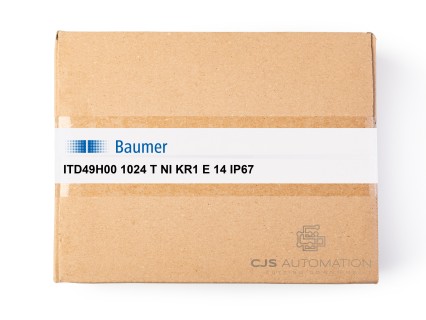 Baumer
ITD49H00 1024 T NI KR1 E 14 IP67
CJS AUTOMATION